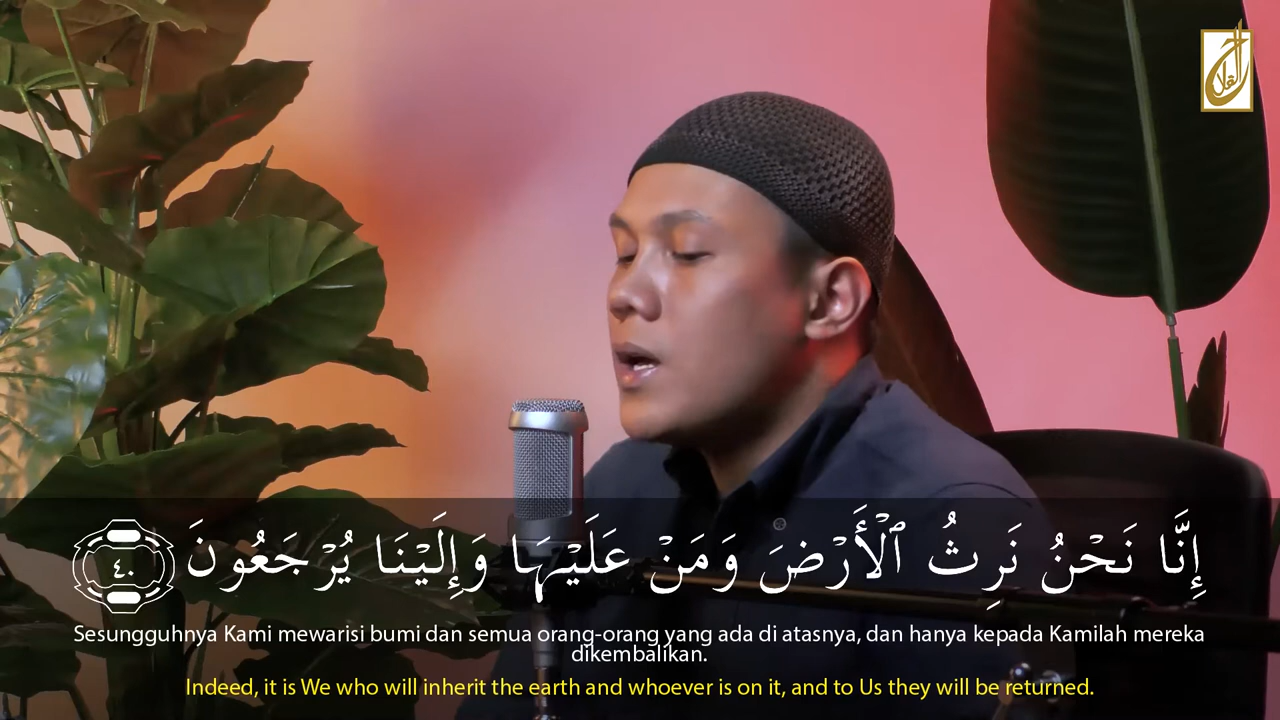 الفلاح
إِنَّا نَحْنُ نَرِثُ ٱلْأَرْضَ وَمَنْ عَلَيْهَا وَإِلَيْنَا يُرْجَعُونَ ٤٠
Sesungguhnya Kami mewarisi bumi dan semua orang-orang yang ada di atasnya, dan hanya kepada Kamilah mereka
dikembalikan.
Indeed, it is We who will inherit the earth and whoever is on it, and to Us they will be returned.